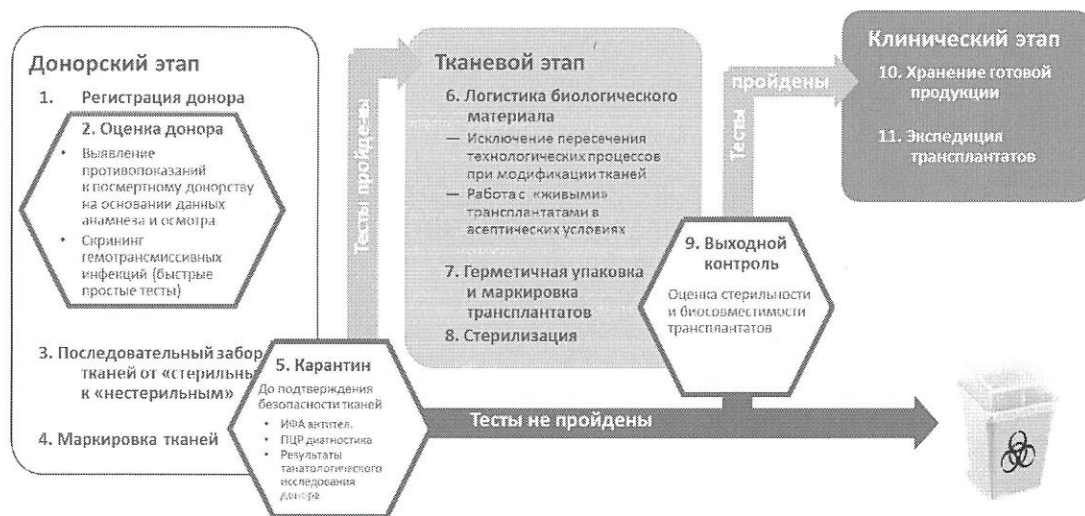 Донорский этап
1. Регистрация донора
2. Оценка донора
• Выявление
противопоказаний
к посмертному донорству
на основании данных
анамнеза и осмотра.
• Скрининг
гемотрансмиссивных
инфекций (быстрые
простые тесты)
3. Последовательный забор
тканей от «стерильн
к «нестерильным»
4. Маркировка тканей
5. Карантин
До подтверждения
безопасности тканей
• ИФА антител.
• ПЦР диагностика
• Результаты
танатологического
исследования
донора
Тесты пройдены
Тканевой этап
6. Логистика биологического
материала
— Исключение пересечения
технологических процессов
при модификации тканей
— Работа с «живыми»
трансплантатами в
асептических условиях
7. Герметичная упаковка
и маркировка
трансплантатов
8. Стерилизация
9. Выходной
контроль
Оценка стерильности
и биосовместимости
трансплантатов
Тесты
пройдены
Клинический этап
10. Хранение готовой
продукции
11. Экспедиция
трансплантатов
Тесты не пройдены